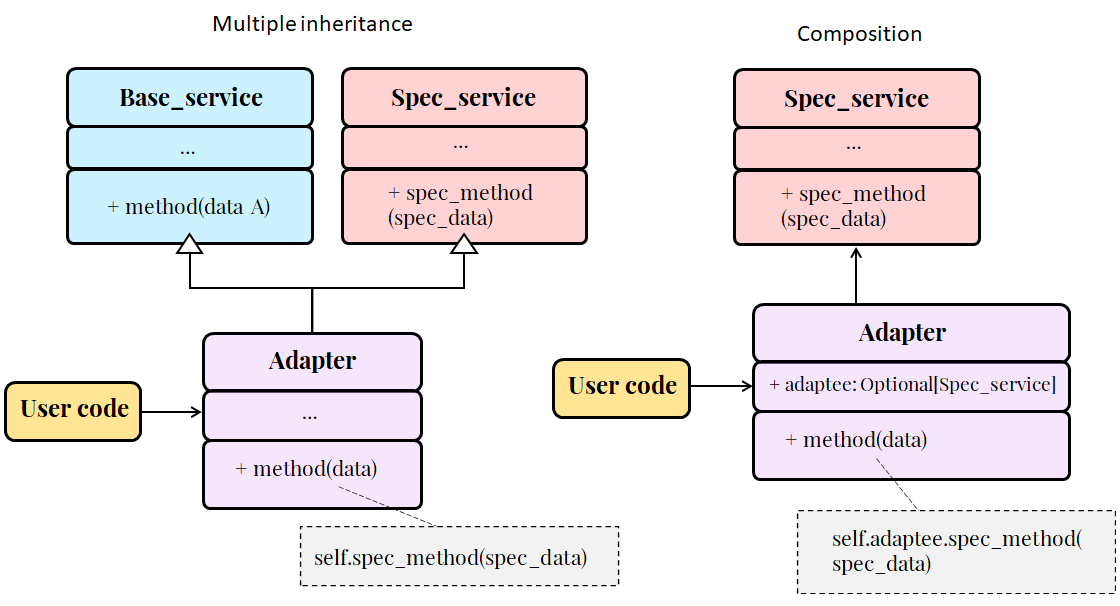 Multiple inheritance
Base_service
...
+ method(data A)
Spec_service
...
+ spec_method
(spec_data)
Adapter
...
+ method(data)
User code
self.spec_method(spec_data)
Composition
Spec_service
...
+ spec_method
(spec_data)
Adapter
+ adaptee: Optional[Spec_service]
+ method(data)
User code
self.adaptee.spec_method(
spec_data)